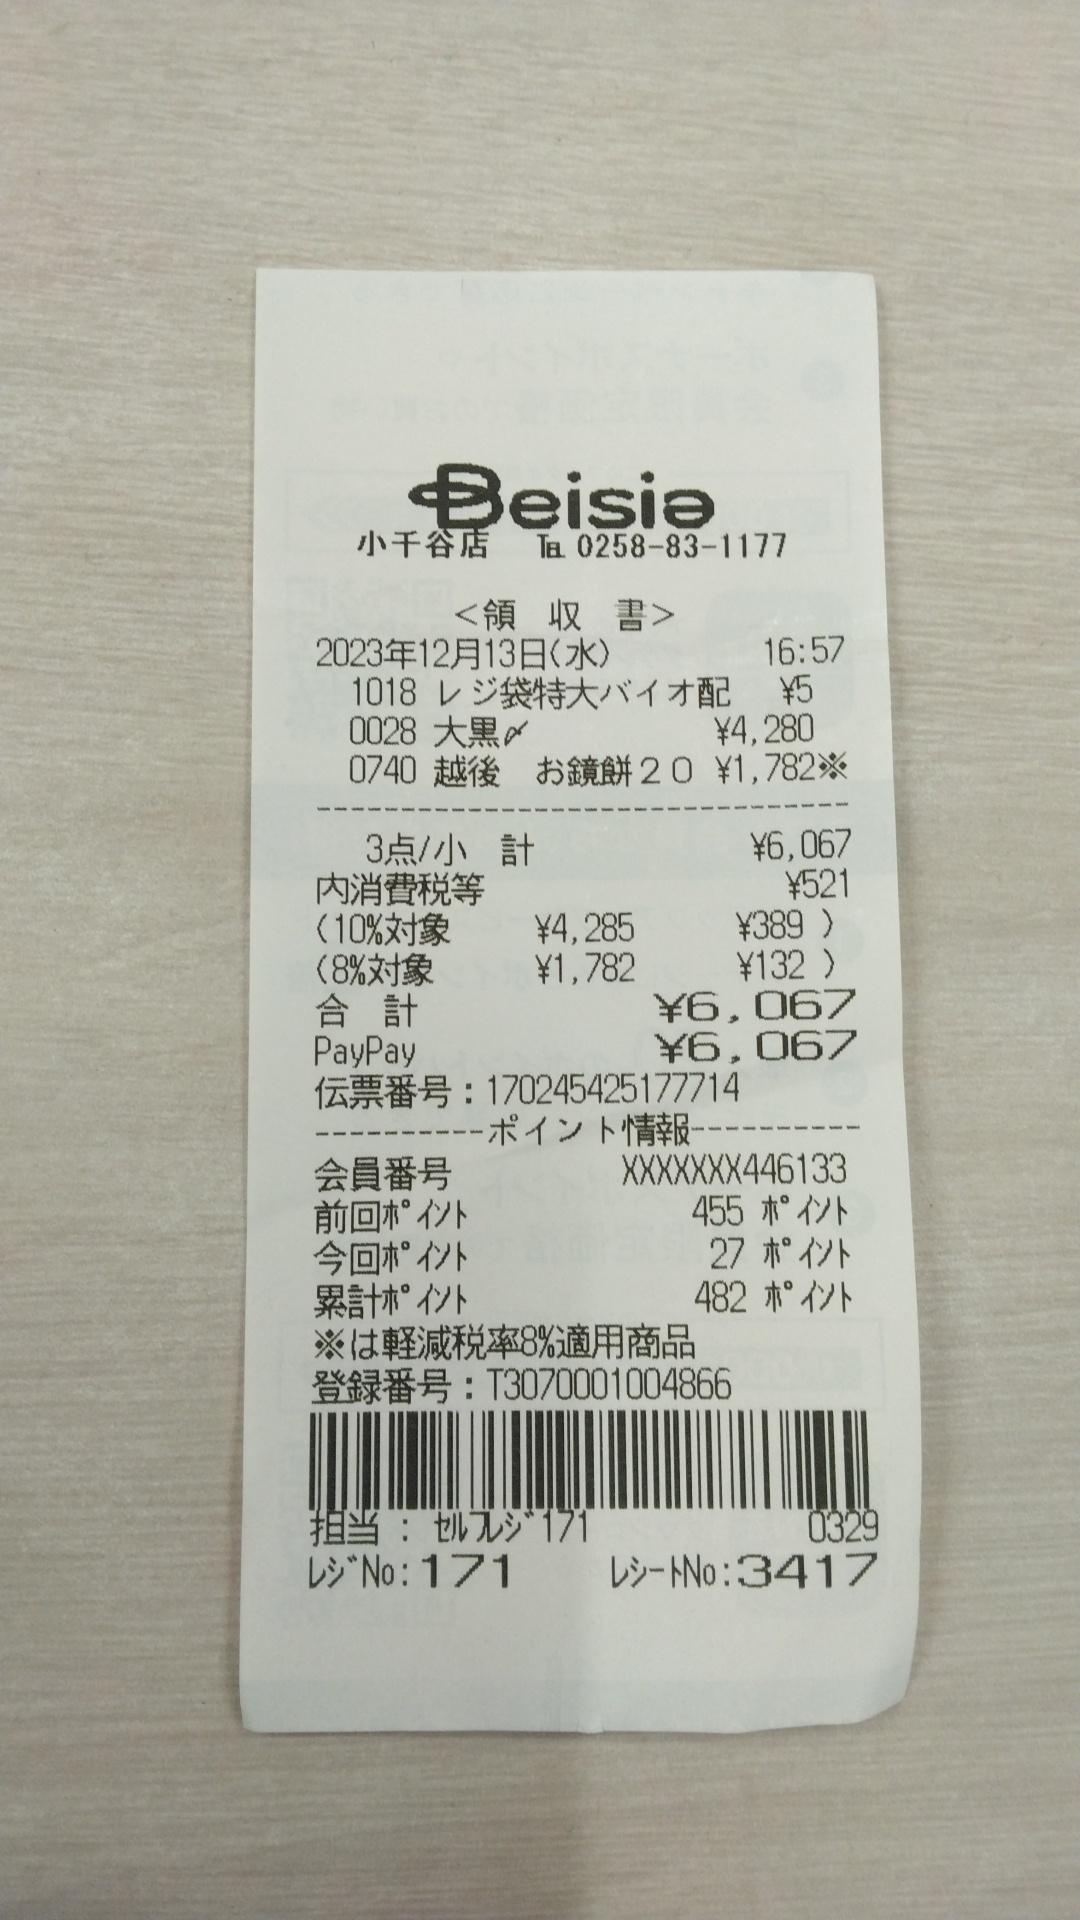 Beisia
小千谷店 ℡ 0258-83-1177
<領 収 書>
2023年12月13日(水) 16:57
1018 レジ袋特大バイオ配 ¥5
0028 大黒〆 ¥4,280
0740 越後 お鏡餅20 ¥1,782※
--------------------------------
3点/小 計 ¥6,067
内消費税等 ¥521
(10%対象 ¥4,285 ¥389 )
(8%対象 ¥1,782 ¥132 )
合 計 ¥6,067
PayPay ¥6,067
伝票番号:170245425177714
----------ポイント情報----------
会員番号 XXXXXXX446133
前回ポイント 455 ポイント
今回ポイント 27 ポイント
累計ポイント 482 ポイント
※は軽減税率8%適用商品
登録番号:T3070001004866
担当 : セルフレジ171 0329
レジNo:171 レシートNo:3417